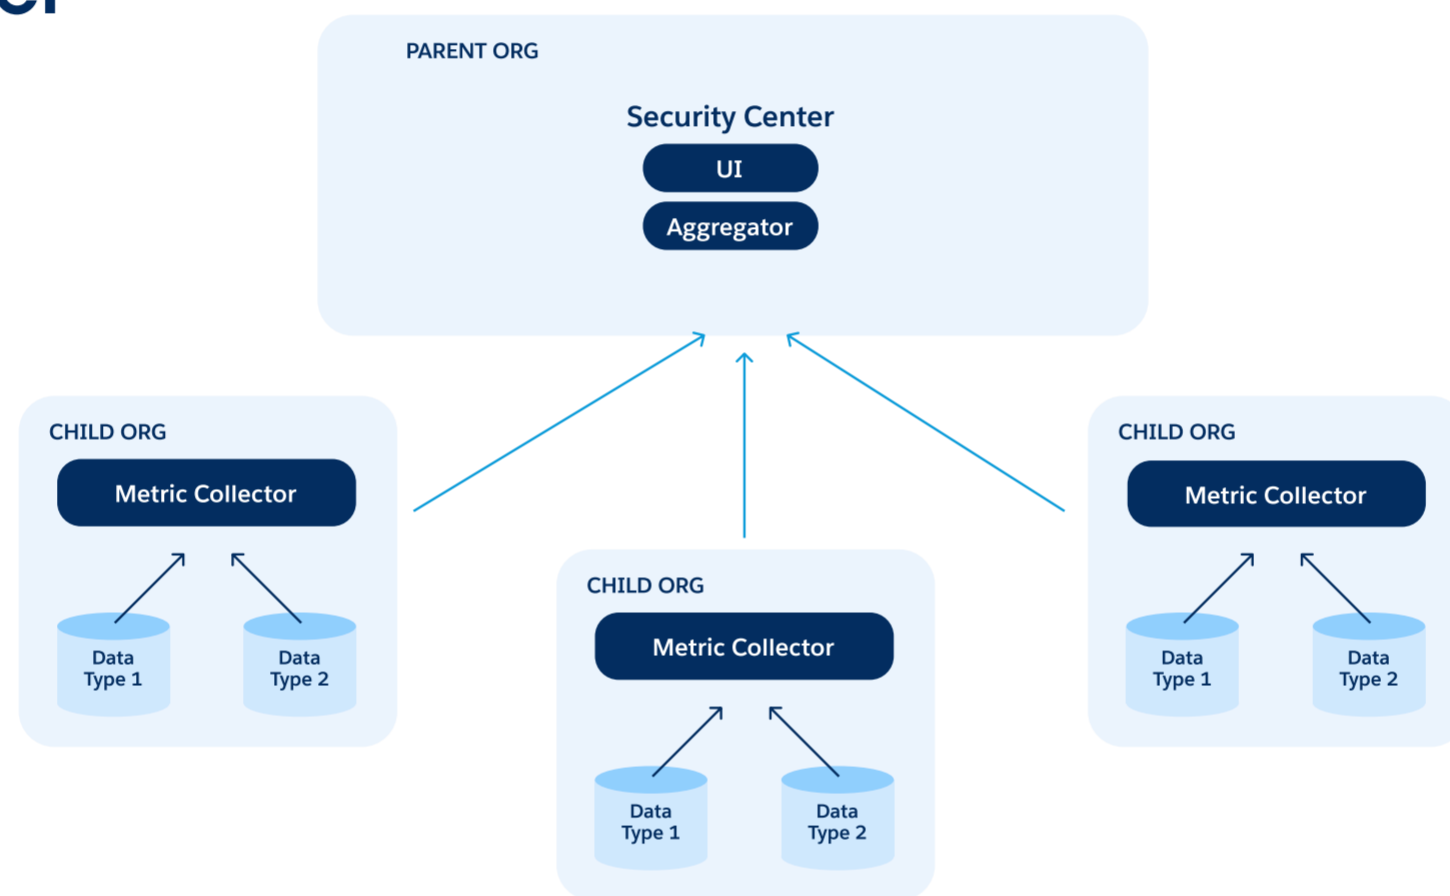 PARENT ORG
Security Center
UI
Aggregator
CHILD ORG
Metric Collector
Data
Type 1
Data
Type 2
CHILD ORG
Metric Collector
Data
Type 1
Data
Type 2
CHILD ORG
Metric Collector
Data
Type 1
Data
Type 2